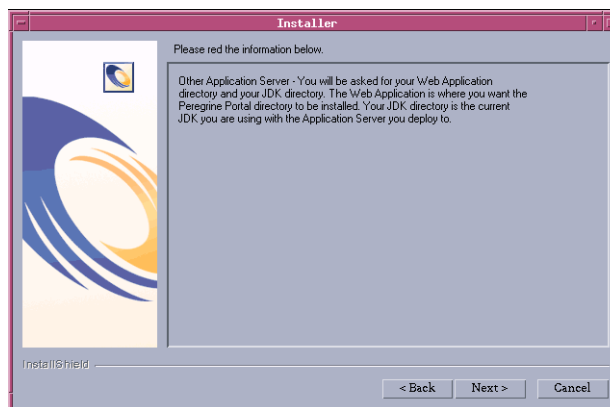 Installer
Please red the information below.
Other Application Server - You will be asked for your Web Application
directory and your JDK directory. The Web Application is where you want the
Peregrine Portal directory to be installed. Your JDK directory is the current
JDK you are using with the Application Server you deploy to.
InstallShield
< Back Next > Cancel